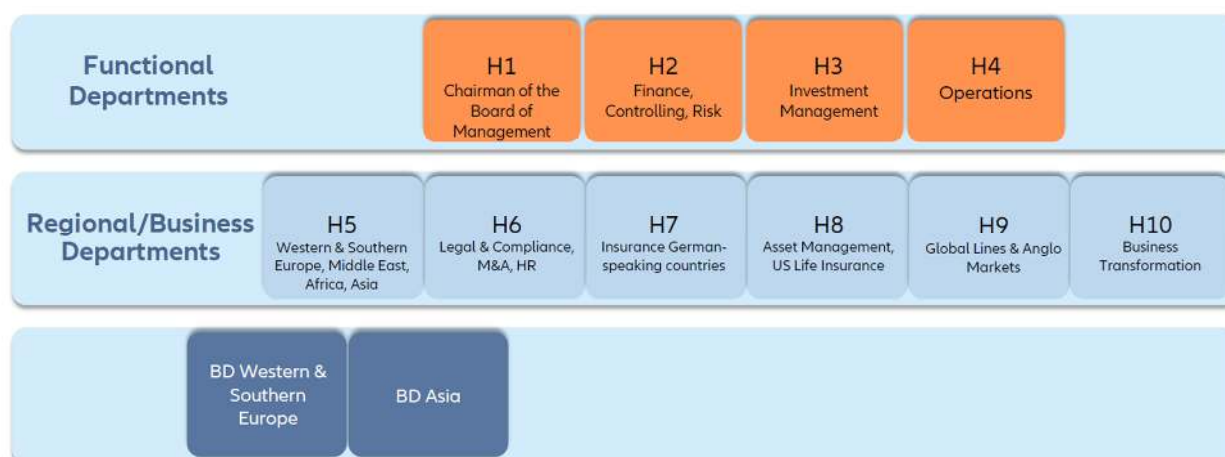 Functional
Departments
H1
Chairman of the
Board of
Management
H2
Finance,
Controlling, Risk
H3
Investment
Management
H4
Operations
Regional/Business
Departments
H5
Western & Southern
Europe, Middle East,
Africa, Asia
H6
Legal & Compliance,
M&A, HR
H7
Insurance German-
speaking countries
H8
Asset Management,
US Life Insurance
H9
Global Lines & Anglo
Markets
H10
Business
Transformation
BD Western &
Southern
Europe
BD Asia